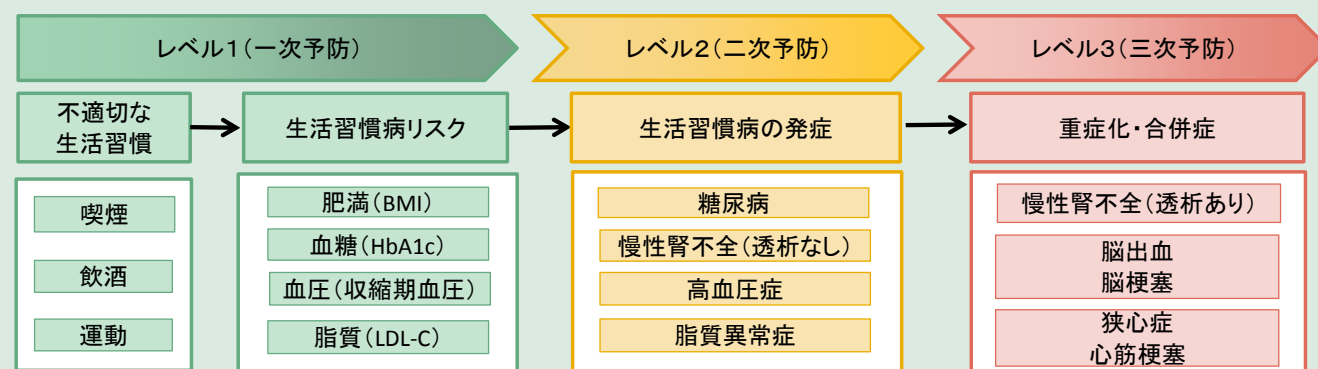 レベル1(一次予防)
レベル2(二次予防)
レベル3(三次予防)
不適切な
生活習慣
生活習慣病リスク
生活習慣病の発症
重症化・合併症
喫煙
飲酒
運動
肥満(BMI)
血糖(HbA1c)
血圧(収縮期血圧)
脂質(LDL-C)
糖尿病
慢性腎不全(透析なし)
高血圧症
脂質異常症
慢性腎不全(透析あり)
脳出血
脳梗塞
狭心症
心筋梗塞